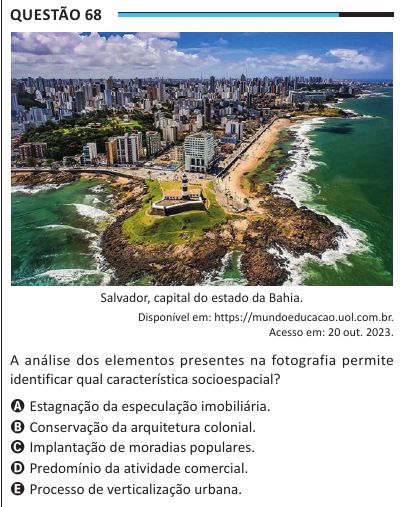 QUESTÃO 68
Salvador, capital do estado da Bahia.
Disponível em: https://mundoeducacao.uol.com.br.
Acesso em: 20 out. 2023.
A análise dos elementos presentes na fotografia permite
identificar qual característica socioespacial?
A Estagnação da especulação imobiliária.
B Conservação da arquitetura colonial.
C Implantação de moradias populares.
D Predomínio da atividade comercial.
E Processo de verticalização urbana.